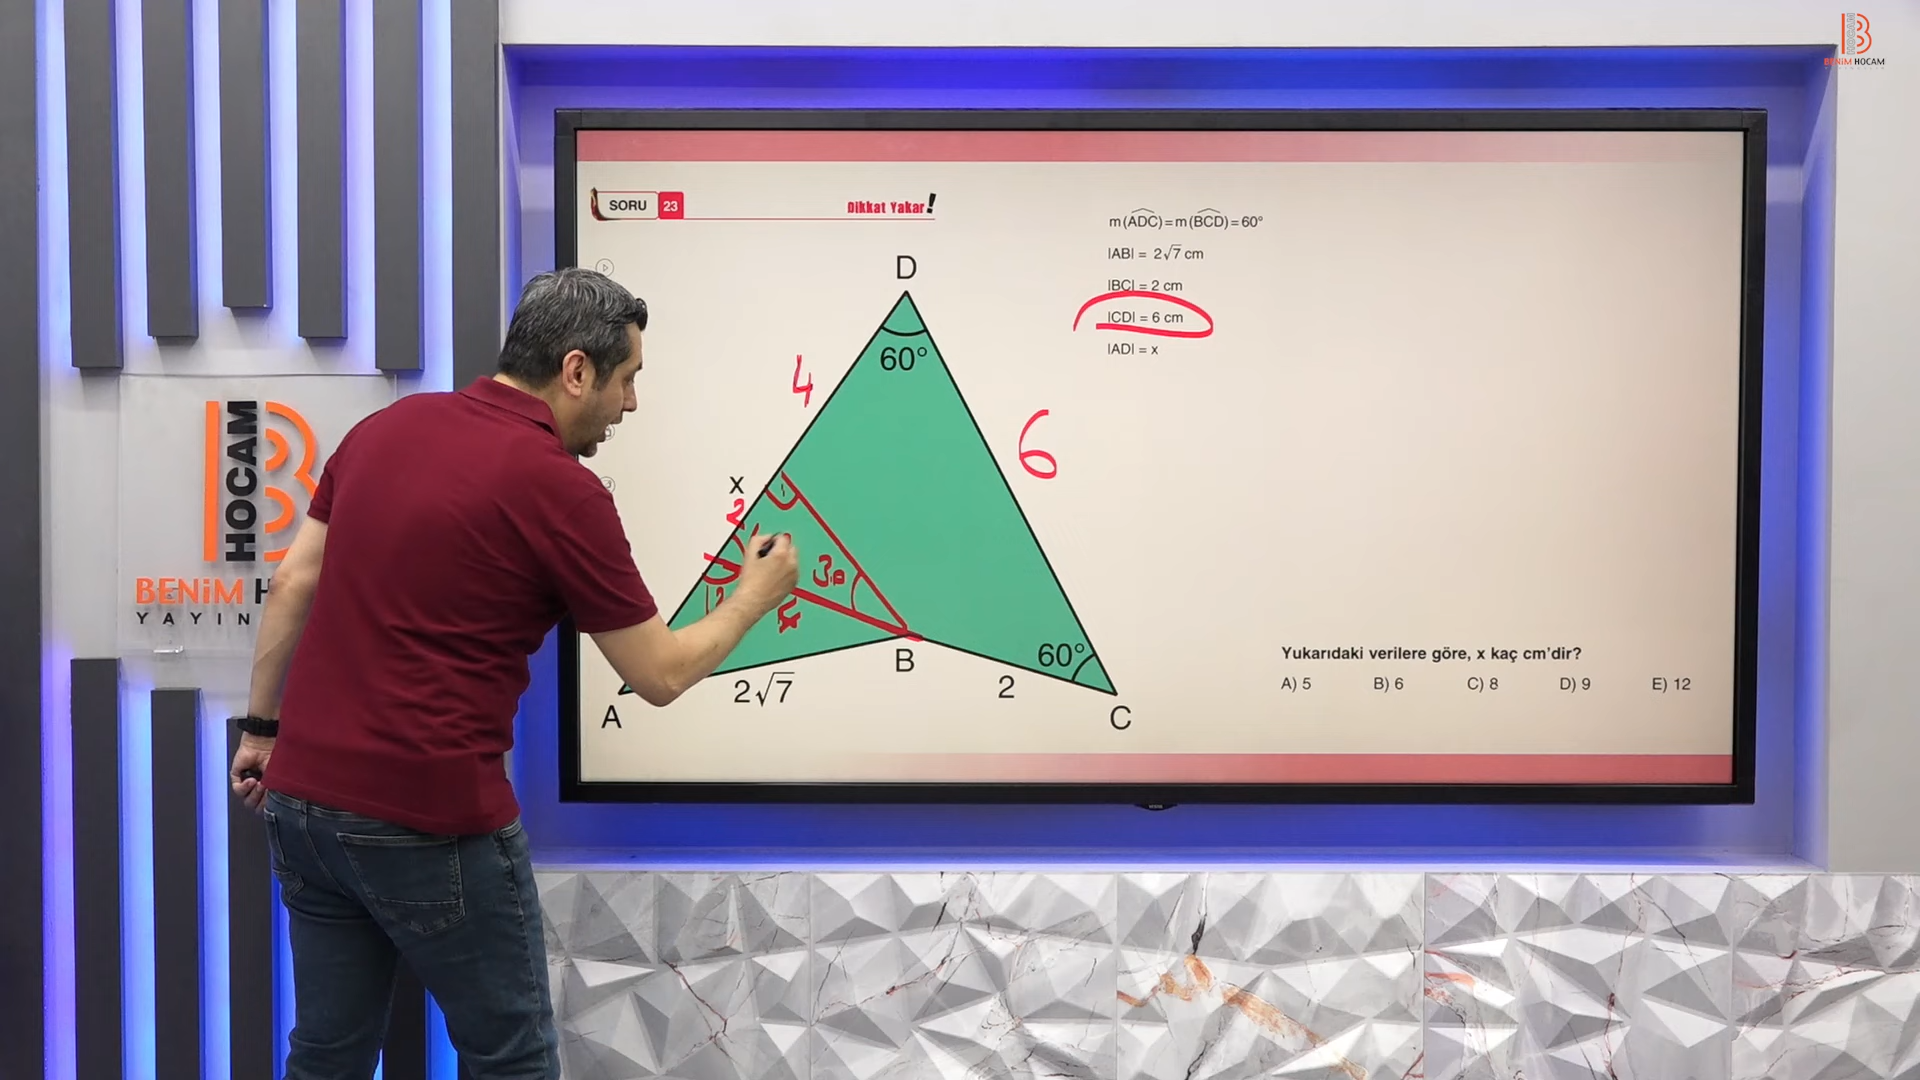 BENİM HOCAM
SORU 23
Dikkat Yakar!
m(ADC)=m(BCD)=60°
|AB| = 2√7 cm
|BC| = 2 cm
|CD| = 6 cm
|AD| = x
D
60°
4
6
x
2
30
4
60°
B
2√7
2
A
C
HOCAM
BENİM H
YAYIN
Yukarıdaki verilere göre, x kaç cm'dir?
A) 5 B) 6 C) 8 D) 9 E) 12